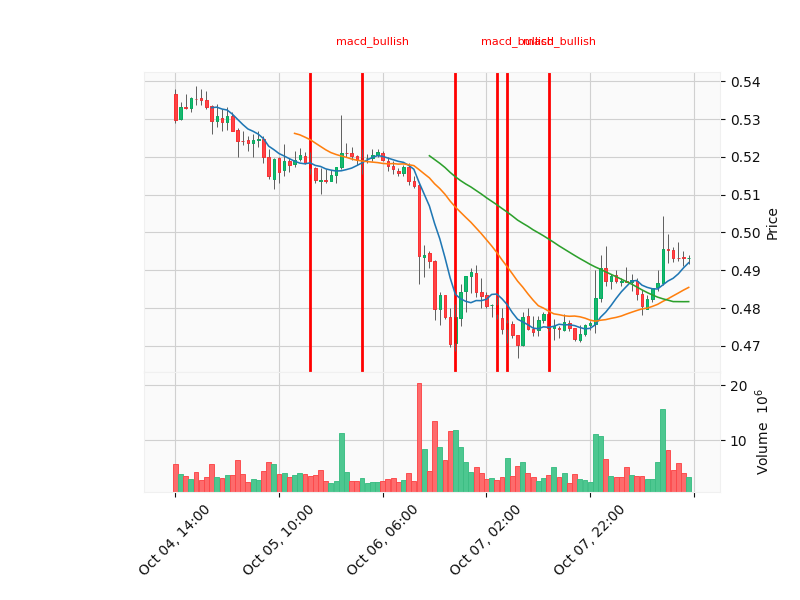 macd_bullish macd_bullish macd_bullish
0.54
0.53
0.52
0.51
0.50
0.49
0.48
0.47
Price
20
10
Volume 10^6
Oct 04, 14:00
Oct 05, 10:00
Oct 06, 06:00
Oct 07, 02:00
Oct 07, 22:00